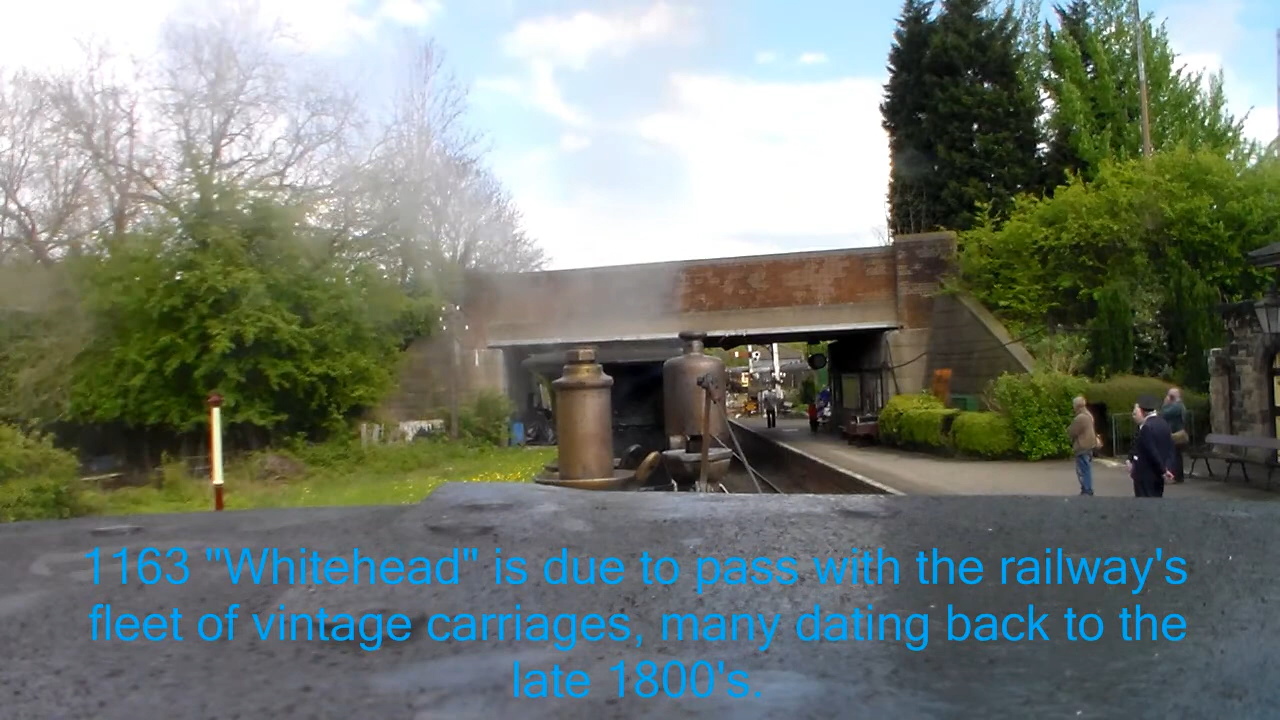 1163 "Whitehead" is due to pass with the railway's
fleet of vintage carriages, many dating back to the
late 1800's.